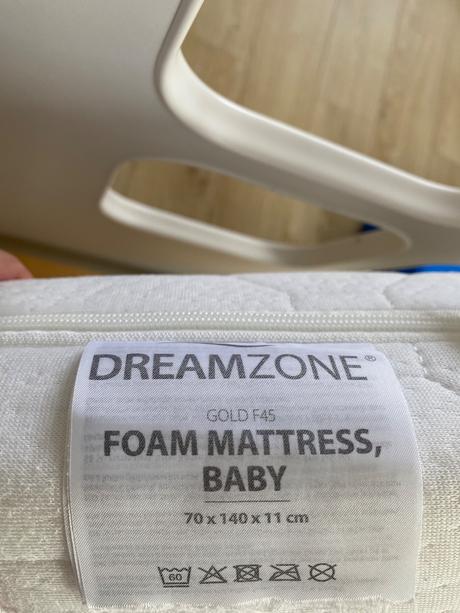 DREAMZONE®
GOLD F45
FOAM MATTRESS,
BABY
70 x 140 x 11 cm
60